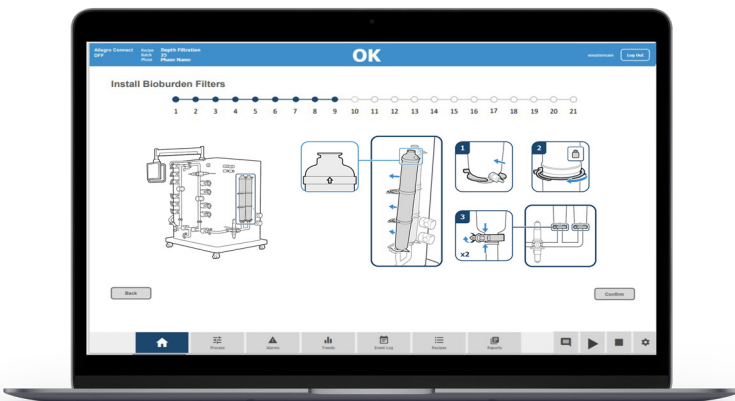 Allegro Connect
DFF
Recipe Depth Filtration
Batch 35
Phase Phase Name
OK
Log Out
Install Bioburden Filters
1 2 3 4 5 6 7 8 9 10 11 12 13 14 15 16 17 18 19 20 21
1
2
3
x2
Back
Confirm
Process
Alarms
Trends
Event Log
Recipes
Reports